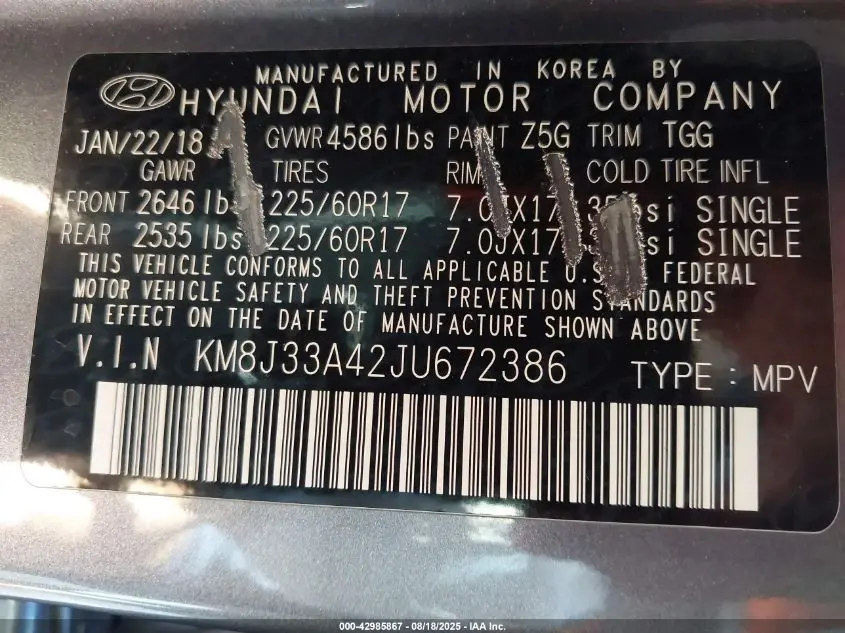 MANUFACTURED IN KOREA BY
HYUNDAI MOTOR COMPANY
JAN/22/18 GVWR 4586 lbs PAINT Z5G TRIM TGG
GAWR TIRES RIM COLD TIRE INFL
FRONT 2646 lb 225/60R17 7.0JX17 SINGLE
REAR 2535 lbs 225/60R17 7.0JX17 SINGLE
THIS VEHICLE CONFORMS TO ALL APPLICABLE U.S. FEDERAL
MOTOR VEHICLE SAFETY AND THEFT PREVENTION STANDARDS
IN EFFECT ON THE DATE OF MANUFACTURE SHOWN ABOVE
V.I.N KM8J33A42JU672386 TYPE : MPV
000-42985867 - 08/18/2025 - IAA Inc.